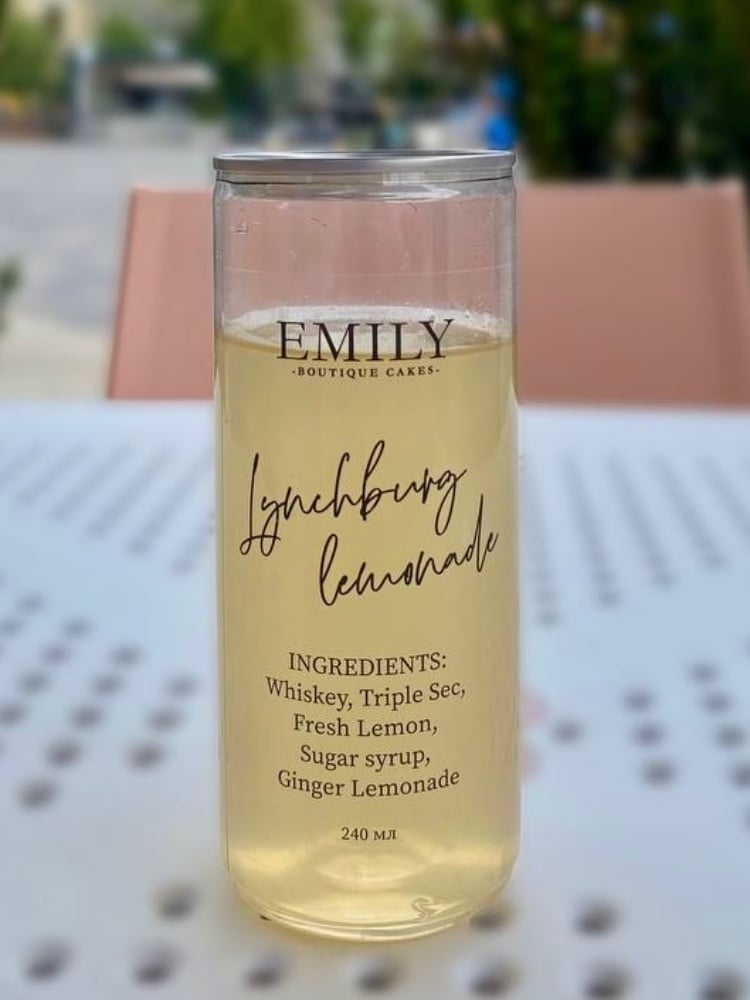 EMILY
-BOUTIQUE CAKES-
Lynchburg
lemonade
INGREDIENTS:
Whiskey, Triple Sec,
Fresh Lemon,
Sugar syrup,
Ginger Lemonade
240 мл